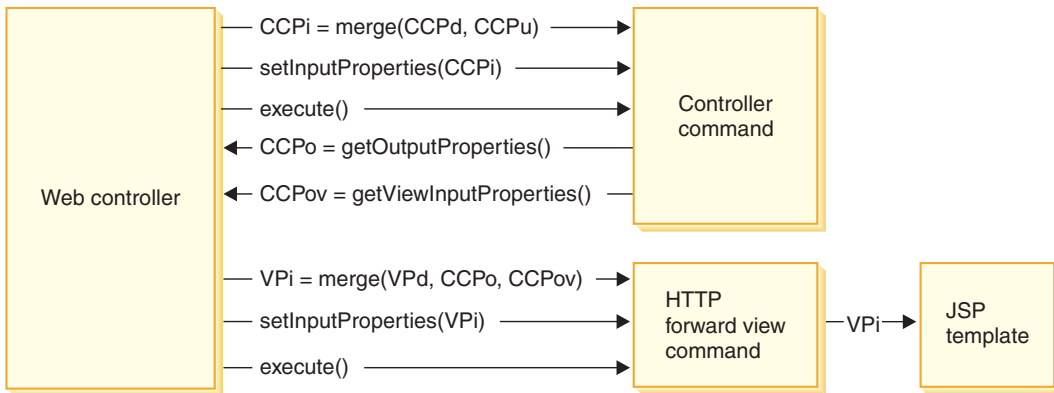 Web controller
CCPi = merge(CCPd, CCPu)
setInputProperties(CCPi)
execute()
CCPo = getOutputProperties()
CCPov = getViewInputProperties()
Controller
command
VPi = merge(VPd, CCPo, CCPov)
setInputProperties(VPi)
execute()
HTTP
forward view
command
VPi
JSP
template